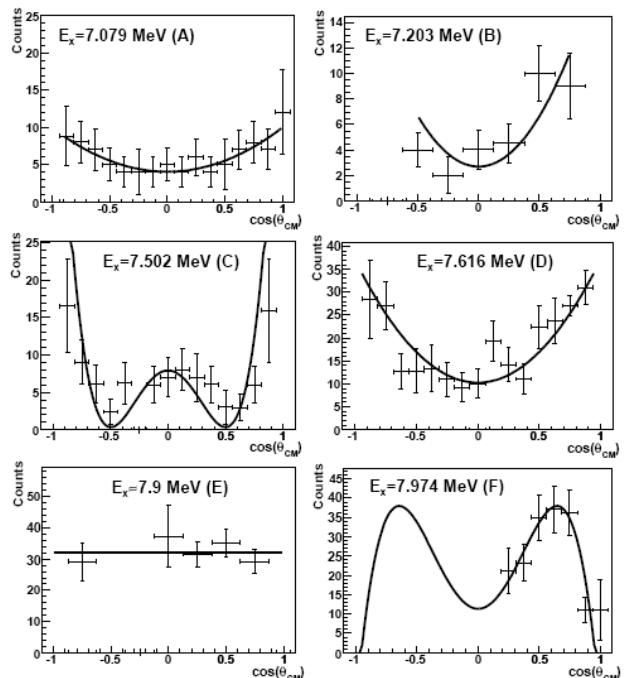 Counts
25
20
15
10
5
0
E_x=7.079 MeV (A)
-1 -0.5 0 0.5 1
cos(θ_CM)
Counts
14
12
10
8
6
4
2
0
E_x=7.203 MeV (B)
-1 -0.5 0 0.5 1
cos(θ_CM)
Counts
25
20
15
10
5
0
E_x=7.502 MeV (C)
-1 -0.5 0 0.5 1
cos(θ_CM)
Counts
40
35
30
25
20
15
10
5
0
E_x=7.616 MeV (D)
-1 -0.5 0 0.5 1
cos(θ_CM)
Counts
50
40
30
20
10
0
E_x=7.9 MeV (E)
-1 -0.5 0 0.5 1
cos(θ_CM)
Counts
45
40
35
30
25
20
15
10
5
0
E_x=7.974 MeV (F)
-1 -0.5 0 0.5 1
cos(θ_CM)